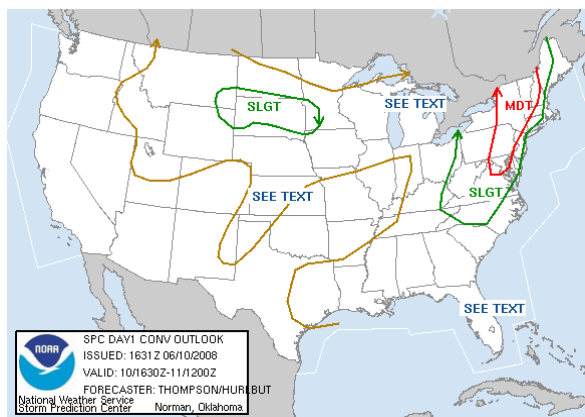 MDT
SLGT
SEE TEXT
SEE TEXT
SLGT
SEE TEXT
NOAA
SPC DAY1 CONV OUTLOOK
ISSUED: 1631Z 06/10/2008
VALID: 10/1630Z-11/1200Z
FORECASTER: THOMPSON/HURLBUT
National Weather Service
Storm Prediction Center Norman, Oklahoma